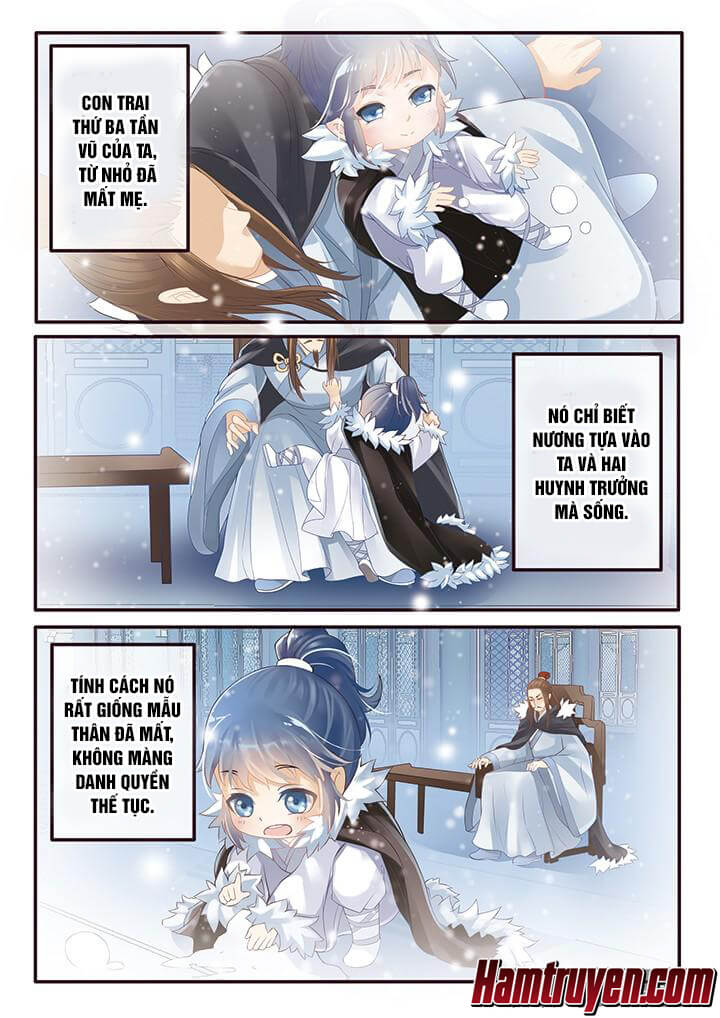 CON TRAI
THỨ BA TẦN
VŨ CỦA TA,
TỪ NHỎ ĐÃ
MẤT MẸ.
NÓ CHỈ BIẾT
NƯƠNG TỰA VÀO
TA VÀ HAI
HUYNH TRƯỞNG
MÀ SỐNG.
TÍNH CÁCH NÓ
RẤT GIỐNG MẪU
THÂN ĐÃ MẤT,
KHÔNG MÀNG
DANH QUYỀN
THẾ TỤC.
Hamtruyen.com